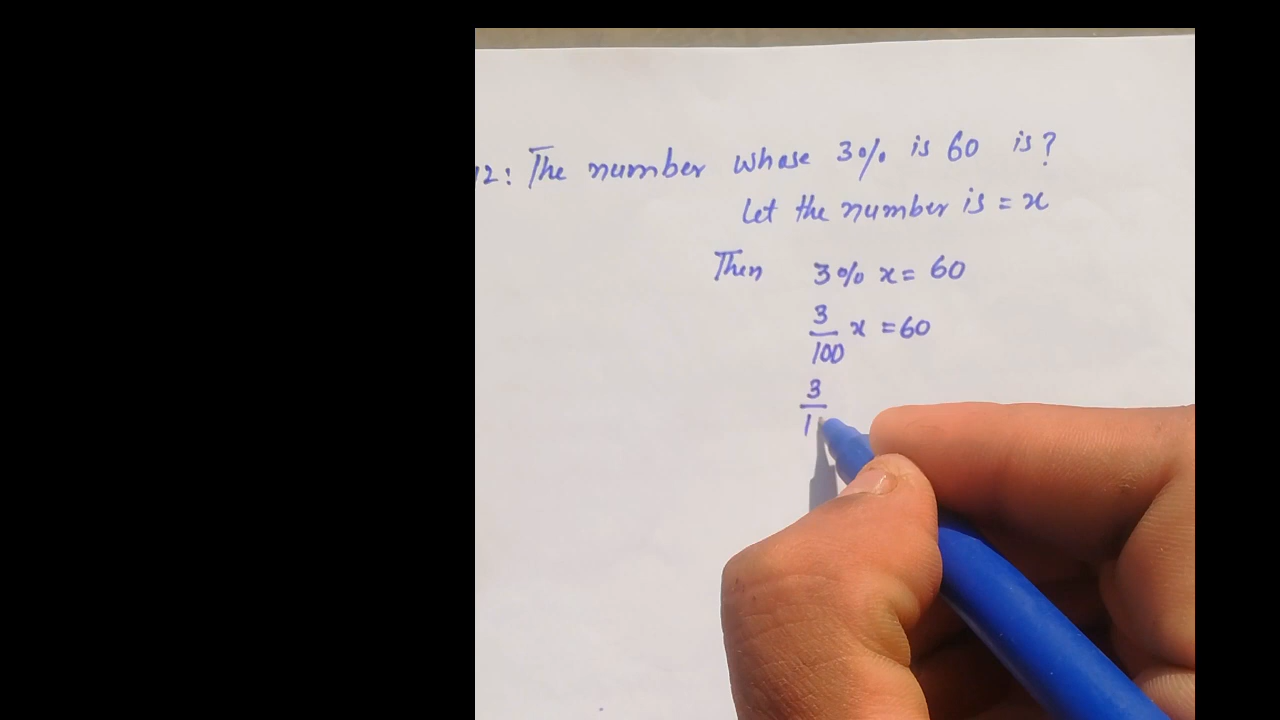 12: The number whose 3% is 60 is?
Let the number is = x
Then 3% x = 60
3/100 x = 60
3/1